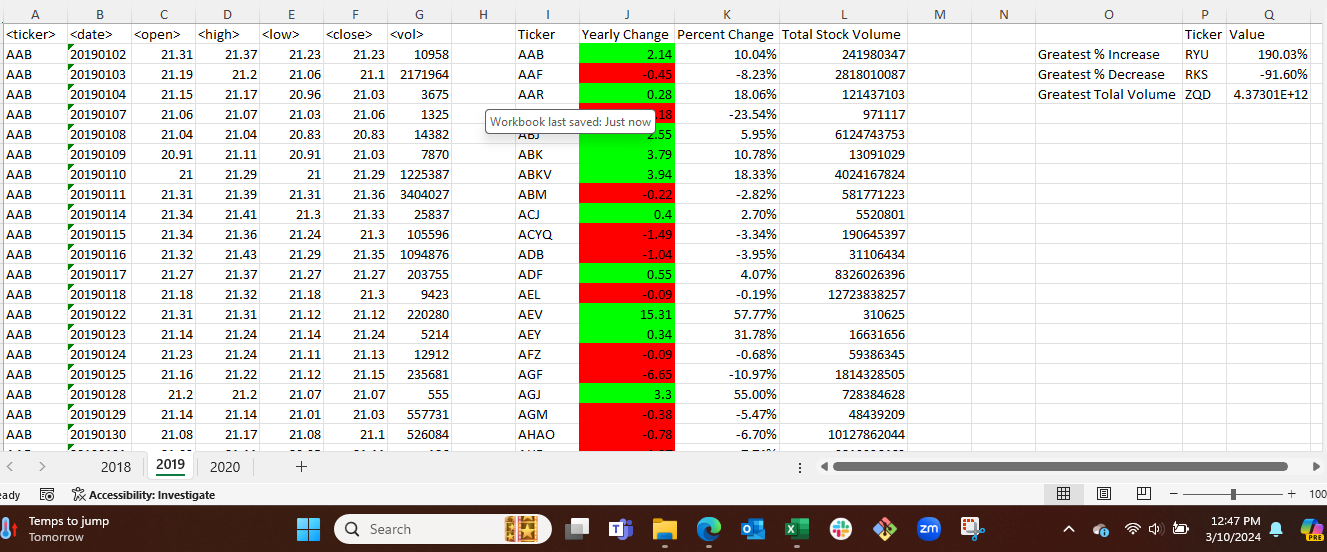 A B C D E F G H I J K L M N O P Q
<ticker> <date> <open> <high> <low> <close> <vol> Ticker Yearly Change Percent Change Total Stock Volume Ticker Value
AAB 20190102 21.31 21.37 21.23 21.23 10958 AAB 2.14 10.04% 241980347 Greatest % Increase RYU 190.03%
AAB 20190103 21.19 21.2 21.06 21.1 2171964 AAF -0.45 -8.23% 2818010087 Greatest % Decrease RKS -91.60%
AAB 20190104 21.15 21.17 20.96 21.03 3675 AAR 0.28 18.06% 121437103 Greatest Tolal Volume ZQD 4.37301E+12
AAB 20190107 21.06 21.07 21.03 21.06 1325 .18 -23.54% 971117
Workbook last saved: Just now
AAB 20190108 21.04 21.04 20.83 20.83 14382 ABJ 2.55 5.95% 6124743753
AAB 20190109 20.91 21.11 20.91 21.03 7870 ABK 3.79 10.78% 13091029
AAB 20190110 21 21.29 21 21.29 1225387 ABKV 3.94 18.33% 4024167824
AAB 20190111 21.31 21.39 21.31 21.36 3404027 ABM -0.22 -2.82% 581771223
AAB 20190114 21.34 21.41 21.3 21.33 25837 ACJ 0.4 2.70% 5520801
AAB 20190115 21.34 21.36 21.24 21.3 105596 ACYQ -1.49 -3.34% 190645397
AAB 20190116 21.32 21.43 21.29 21.35 1094876 ADB -1.04 -3.95% 31106434
AAB 20190117 21.27 21.37 21.27 21.27 203755 ADF 0.55 4.07% 8326026396
AAB 20190118 21.18 21.32 21.18 21.3 9423 AEL -0.09 -0.19% 12723838257
AAB 20190122 21.31 21.31 21.12 21.12 220280 AEV 15.31 57.77% 310625
AAB 20190123 21.14 21.24 21.14 21.24 5214 AEY 0.34 31.78% 16631656
AAB 20190124 21.23 21.24 21.11 21.13 12912 AFZ -0.09 -0.68% 59386345
AAB 20190125 21.16 21.22 21.12 21.15 235681 AGF -6.65 -10.97% 1814328505
AAB 20190128 21.2 21.2 21.07 21.07 555 AGJ 3.3 55.00% 728384628
AAB 20190129 21.14 21.14 21.01 21.03 557731 AGM -0.38 -5.47% 48439209
AAB 20190130 21.08 21.17 21.08 21.1 526084 AHAO -0.78 -6.70% 10127862044
2018 2019 2020
eady Accessibility: Investigate 100
Temps to jump
Tomorrow
Search
zm
12:47 PM
3/10/2024
PRE